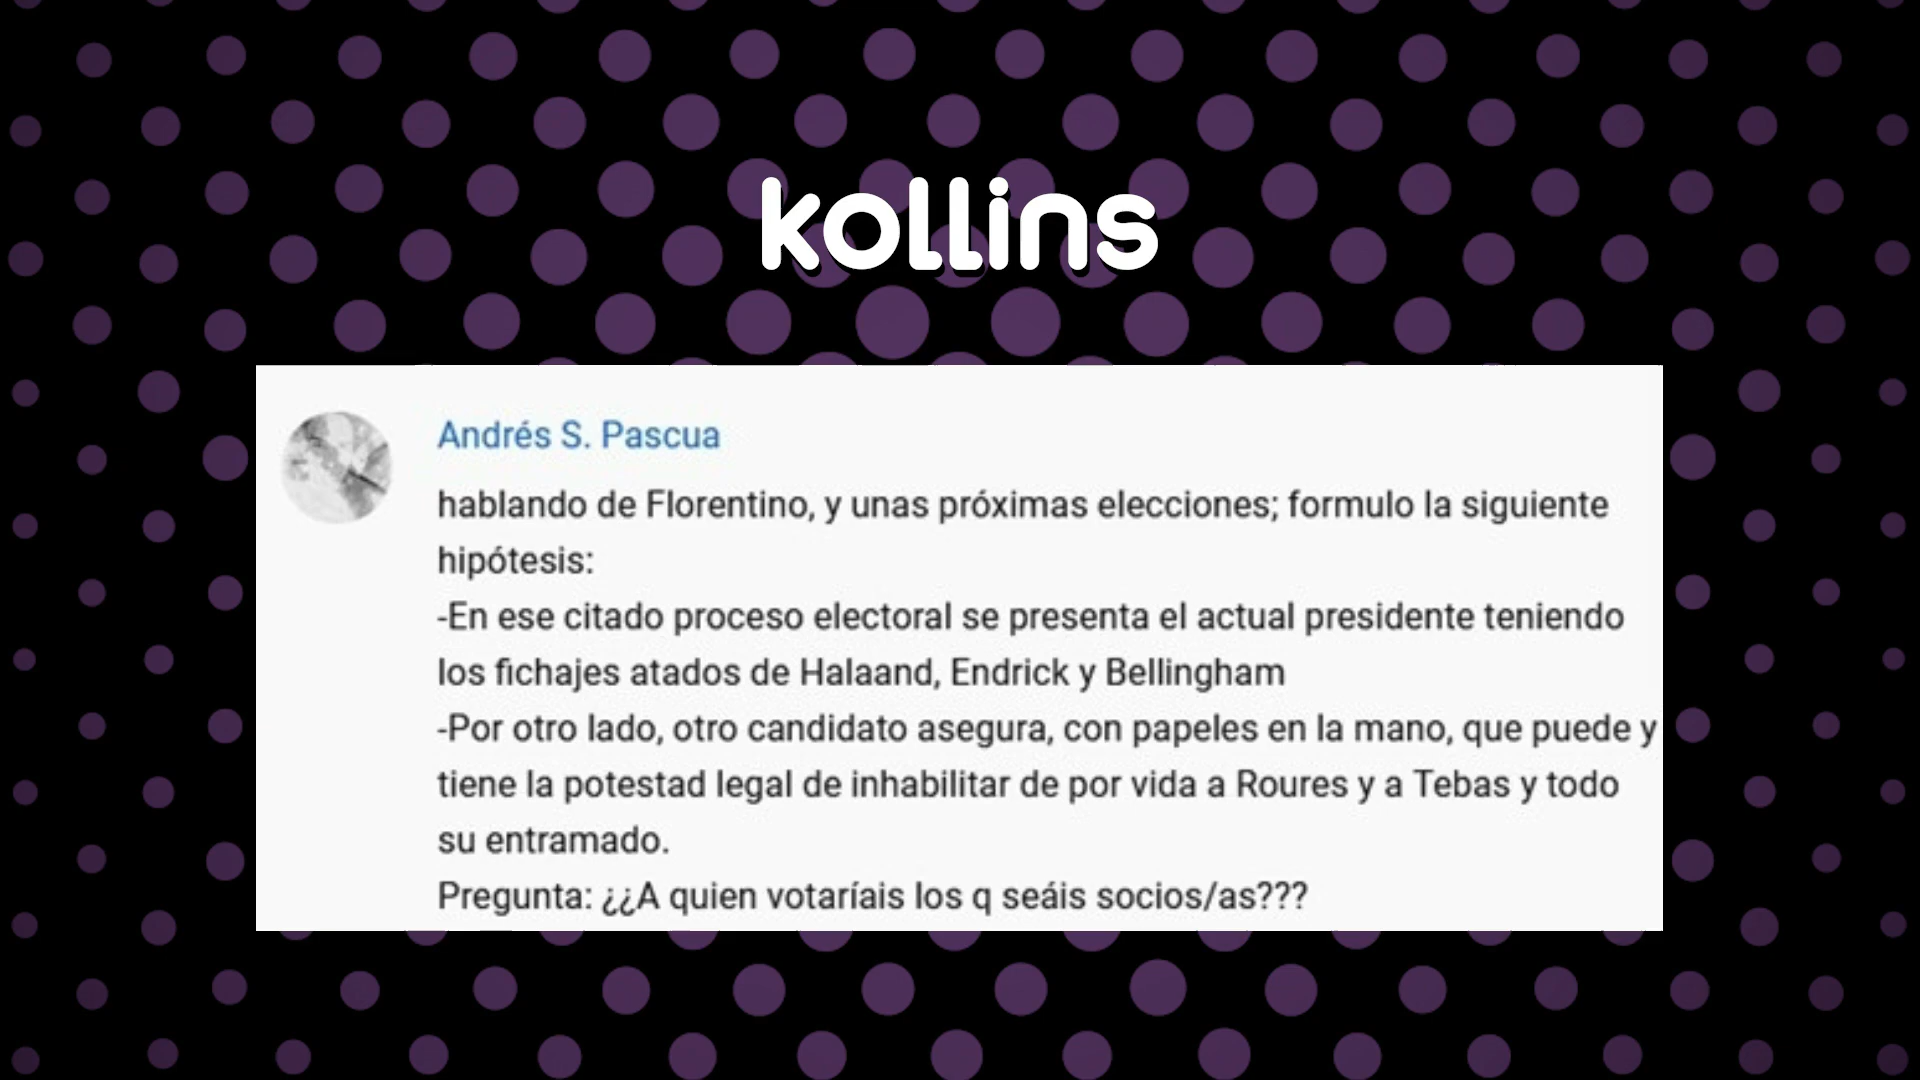 kollins
Andrés S. Pascua
hablando de Florentino, y unas próximas elecciones; formulo la siguiente
hipótesis:
-En ese citado proceso electoral se presenta el actual presidente teniendo
los fichajes atados de Halaand, Endrick y Bellingham
-Por otro lado, otro candidato asegura, con papeles en la mano, que puede y
tiene la potestad legal de inhabilitar de por vida a Roures y a Tebas y todo
su entramado.
Pregunta: ¿¿A quien votaríais los q seáis socios/as???